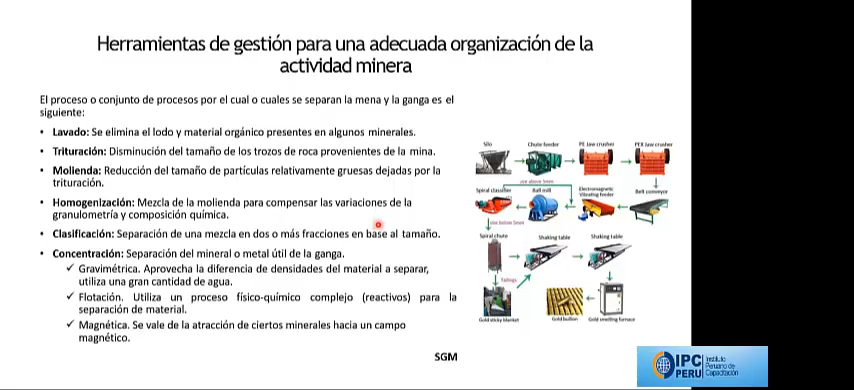 Herramientas de gestión para una adecuada organización de la
actividad minera
El proceso o conjunto de procesos por el cual o cuales se separan la mena y la ganga es el
siguiente:
• Lavado: Se elimina el lodo y material orgánico presentes en algunos minerales.
• Trituración: Disminución del tamaño de los trozos de roca provenientes de la mina.
• Molienda: Reducción del tamaño de partículas relativamente gruesas dejadas por la
trituración.
• Homogenización: Mezcla de la molienda para compensar las variaciones de la
granulometría y composición química.
• Clasificación: Separación de una mezcla en dos o más fracciones en base al tamaño.
• Concentración: Separación del mineral o metal útil de la ganga.
✓ Gravimétrica. Aprovecha la diferencia de densidades del material a separar,
utiliza una gran cantidad de agua.
✓ Flotación. Utiliza un proceso físico-químico complejo (reactivos) para la
separación de material.
✓ Magnética. Se vale de la atracción de ciertos minerales hacia un campo
magnético.
SGM
Silo
Chute feeder
PE Jaw crusher
PEX Jaw crusher
size above 5mm
Spiral classifier
Ball mill
Electromagnetic
Vibrating feeder
Belt conveyor
size below 5mm
Spiral chute
Shaking table
Shaking table
Tailings
Gold sticky blanket
Gold bullion
Gold smelting furnace
IPC
PERU
Instituto
Peruano de
Capacitación